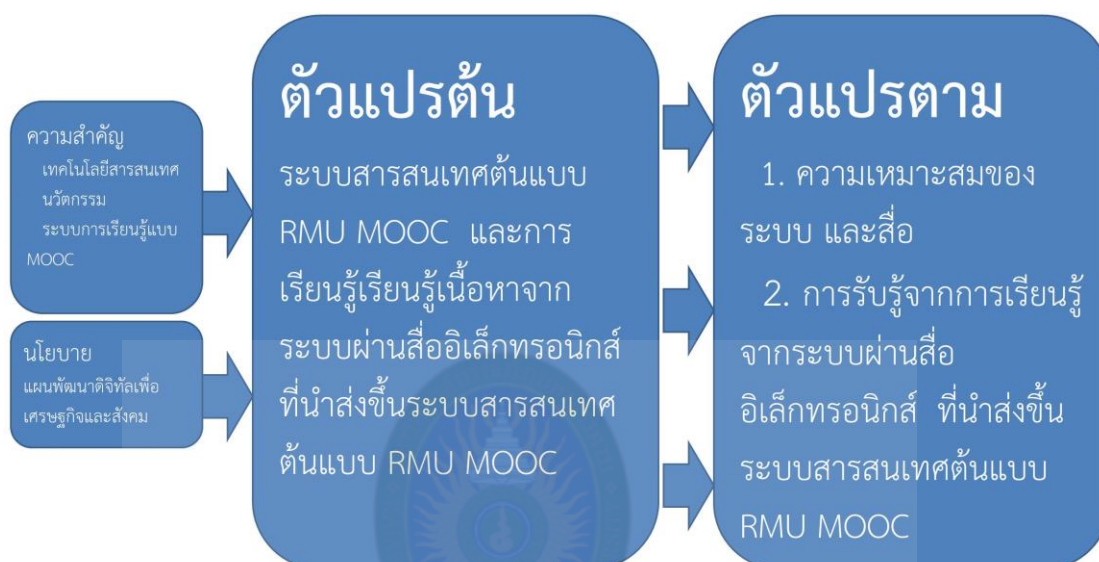 ความสำคัญ
เทคโนโลยีสารสนเทศ
นวัตกรรม
ระบบการเรียนรู้แบบ
MOOC
นโยบาย
แผนพัฒนาดิจิทัลเพื่อ
เศรษฐกิจและสังคม
ตัวแปรต้น
ระบบสารสนเทศต้นแบบ
RMU MOOC และการ
เรียนรู้เรียนรู้เนื้อหาจาก
ระบบผ่านสื่ออิเล็กทรอนิกส์
ที่นำส่งขึ้นระบบสารสนเทศ
ต้นแบบ RMU MOOC
ตัวแปรตาม
1. ความเหมาะสมของ
ระบบ และสื่อ
2. การรับรู้จากการเรียนรู้
จากระบบผ่านสื่อ
อิเล็กทรอนิกส์ ที่นำส่งขึ้น
ระบบสารสนเทศต้นแบบ
RMU MOOC